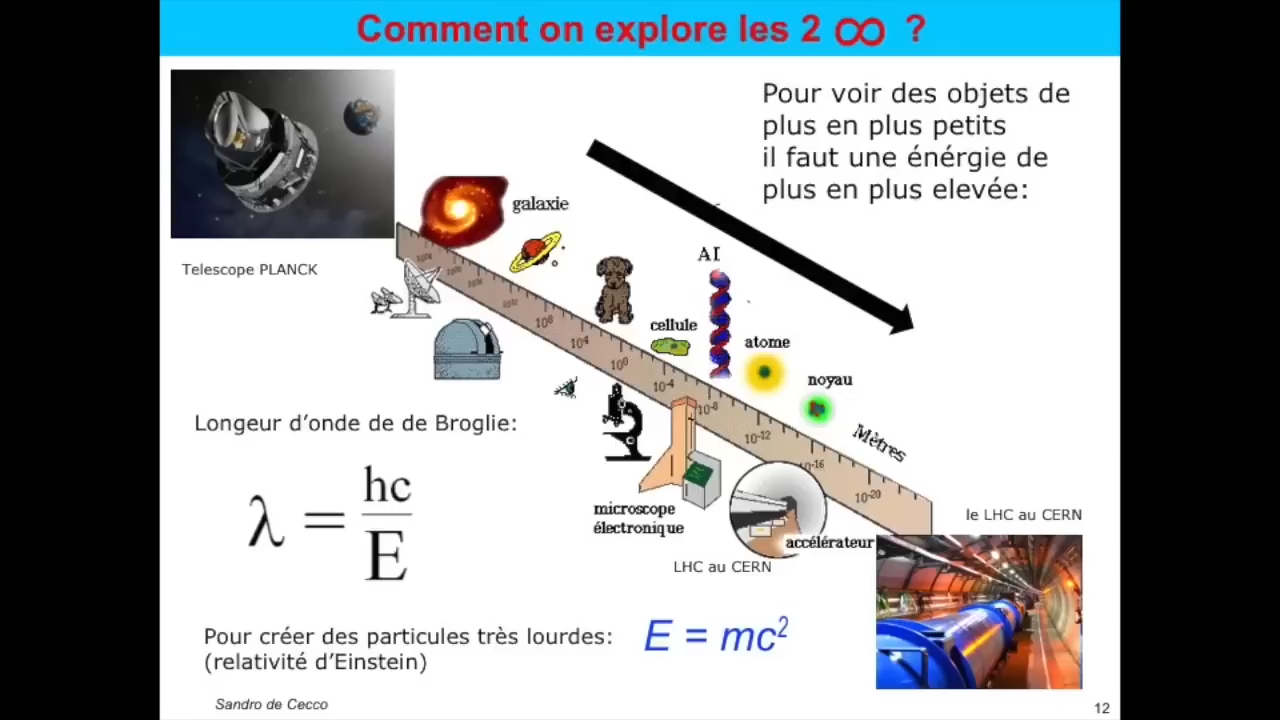 Comment on explore les 2 ∞ ?
Pour voir des objets de
plus en plus petits
il faut une énérgie de
plus en plus elevée:
galaxie
Telescope PLANCK
AI
cellule
atome
noyau
10⁸
10⁴
10⁰
10⁻⁴
10⁻⁸
10⁻¹²
10⁻¹⁶
10⁻²⁰
Mètres
Longeur d’onde de de Broglie:
λ = hc
E
microscope
électronique
accélérateur
LHC au CERN
le LHC au CERN
Pour créer des particules très lourdes:
(relativité d’Einstein)
E = mc²
Sandro de Cecco
12